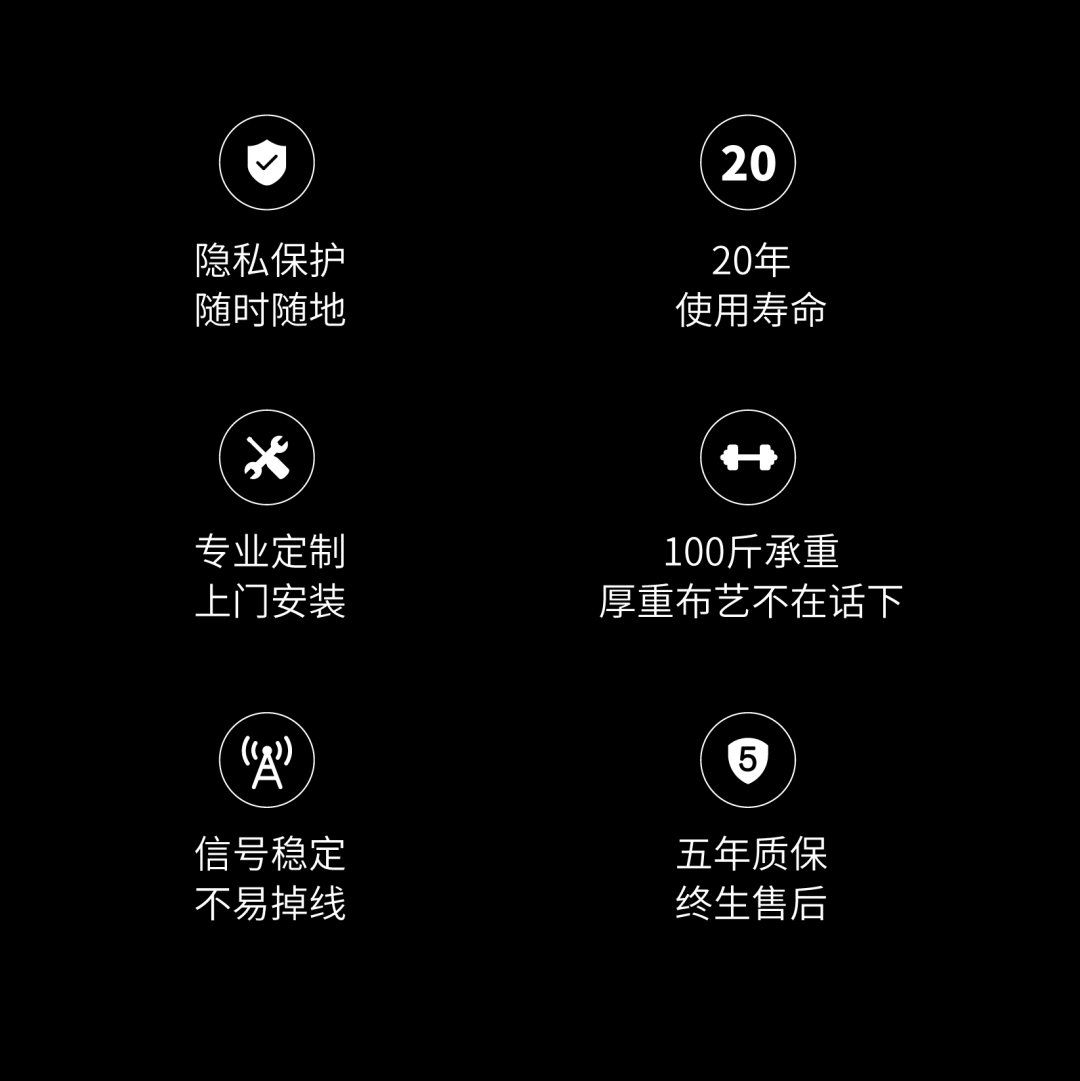 隐私保护
随时随地
20
20年
使用寿命
专业定制
上门安装
100斤承重
厚重布艺不在话下
信号稳定
不易掉线
5
五年质保
终生售后